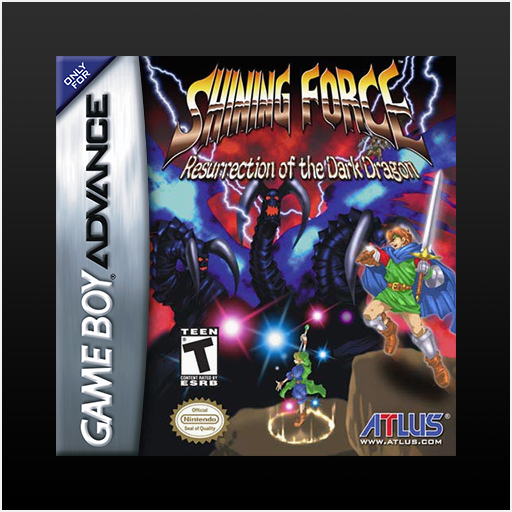 ONLY
FOR
GAME BOY ADVANCE
SHINING FORCE
Resurrection of the Dark Dragon
TEEN
T
CONTENT RATED BY
ESRB
Official
Nintendo
Seal of Quality
ATLUS®
WWW.ATLUS.COM